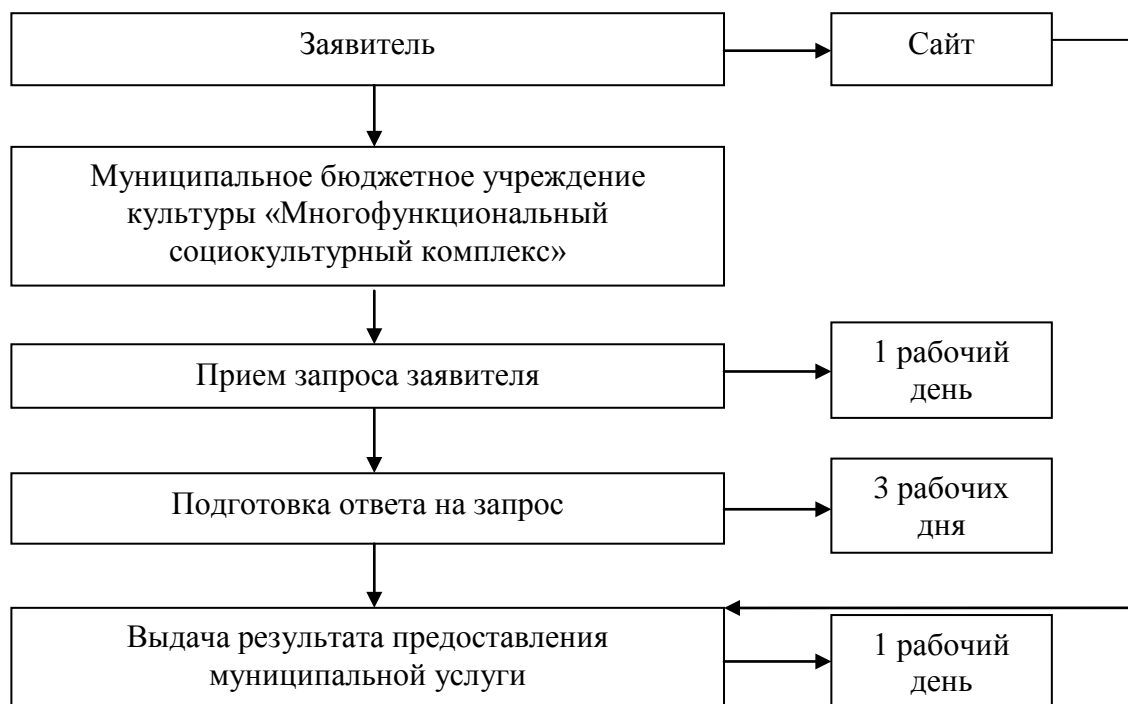 Заявитель
Сайт
Муниципальное бюджетное учреждение
культуры «Многофункциональный
социокультурный комплекс»
Прием запроса заявителя
1 рабочий
день
Подготовка ответа на запрос
3 рабочих
дня
Выдача результата предоставления
муниципальной услуги
1 рабочий
день